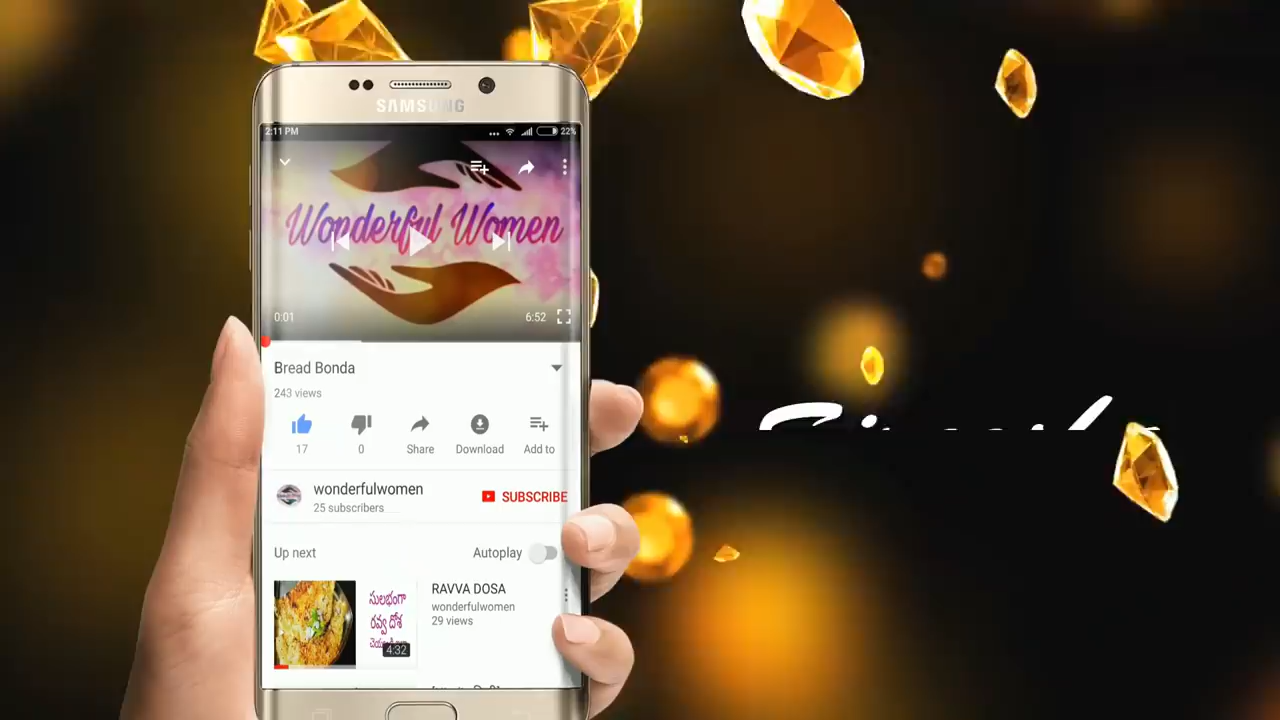 SAMSUNG
2:11 PM
22%
Wonderful Women
0:01
6:52
Bread Bonda
243 views
17
0
Share
Download
Add to
wonderfulwomen
25 subscribers
SUBSCRIBE
Up next
Autoplay
సులభంగా
రవ్వ దోశ
4:32
RAVVA DOSA
wonderfulwomen
29 views